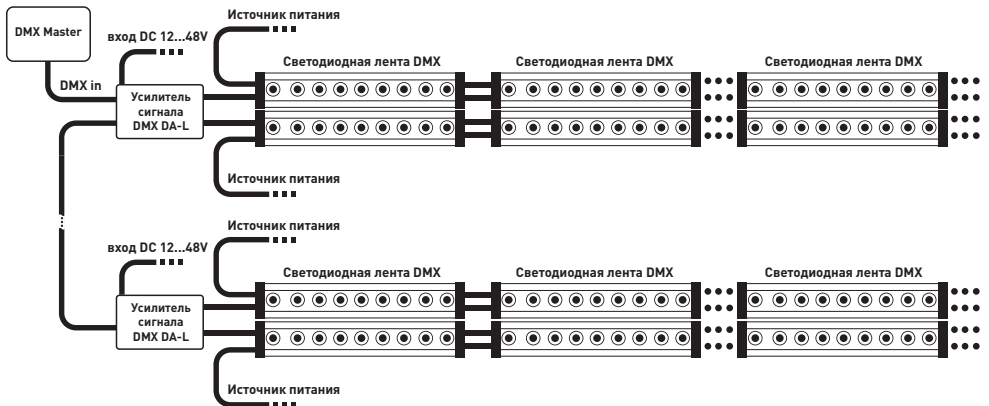 Источник питания
DMX Master
вход DC 12...48V
Светодиодная лента DMX
Светодиодная лента DMX
Светодиодная лента DMX
DMX in
Усилитель
сигнала
DMX DA-L
Источник питания
Источник питания
вход DC 12...48V
Светодиодная лента DMX
Светодиодная лента DMX
Светодиодная лента DMX
Усилитель
сигнала
DMX DA-L
Источник питания